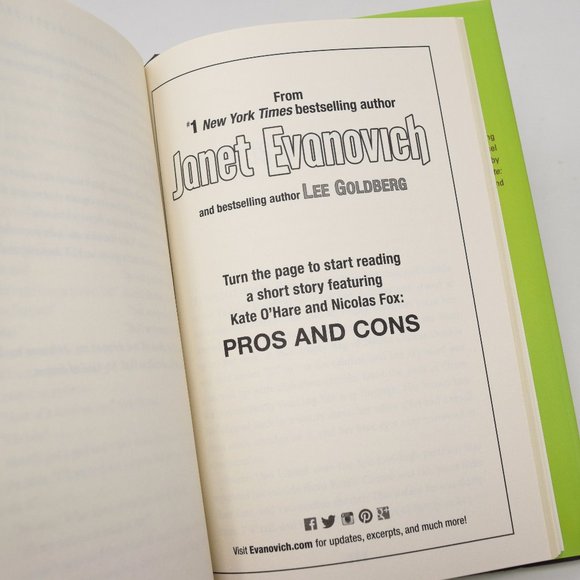 From
#1 New York Times bestselling author
Janet Evanovich
and bestselling author LEE GOLDBERG
Turn the page to start reading
a short story featuring
Kate O'Hare and Nicolas Fox:
PROS AND CONS
Visit Evanovich.com for updates, excerpts, and much more!
by